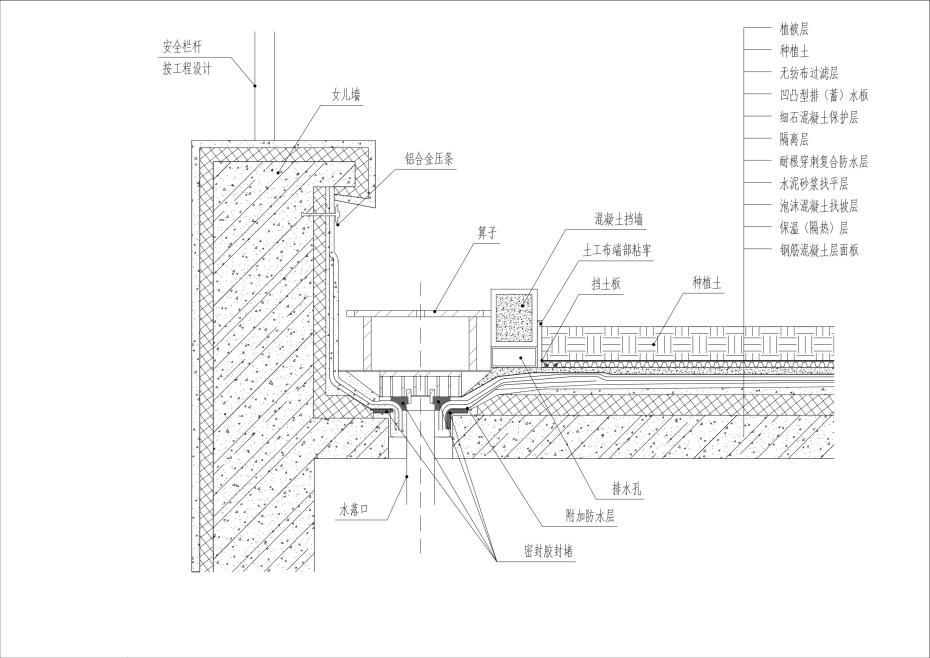 安全栏杆
按工程设计
女儿墙
铝合金压条
箅子
混凝土挡墙
土工布端部粘牢
挡土板
种植土
植被层
种植土
无纺布过滤层
凹凸型排（蓄）水板
细石混凝土保护层
隔离层
耐根穿刺复合防水层
水泥砂浆找平层
泡沫混凝土找坡层
保温（隔热）层
钢筋混凝土屋面板
水落口
排水孔
附加防水层
密封胶封堵